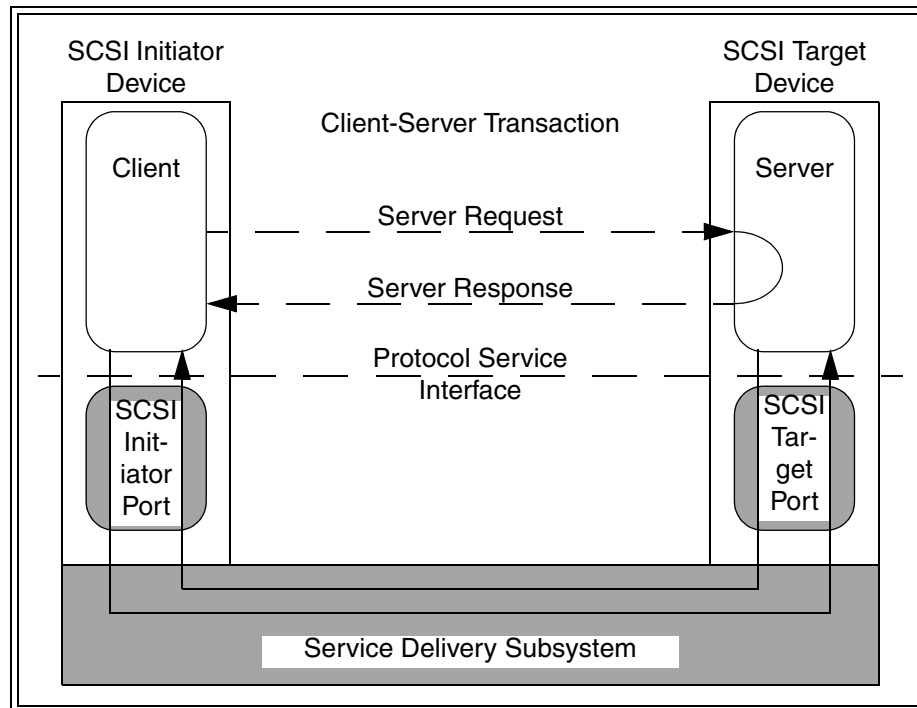 SCSI Initiator
Device
SCSI Target
Device
Client-Server Transaction
Client
Server
Server Request
Server Response
Protocol Service
Interface
SCSI
Init-
iator
Port
SCSI
Tar-
get
Port
Service Delivery Subsystem